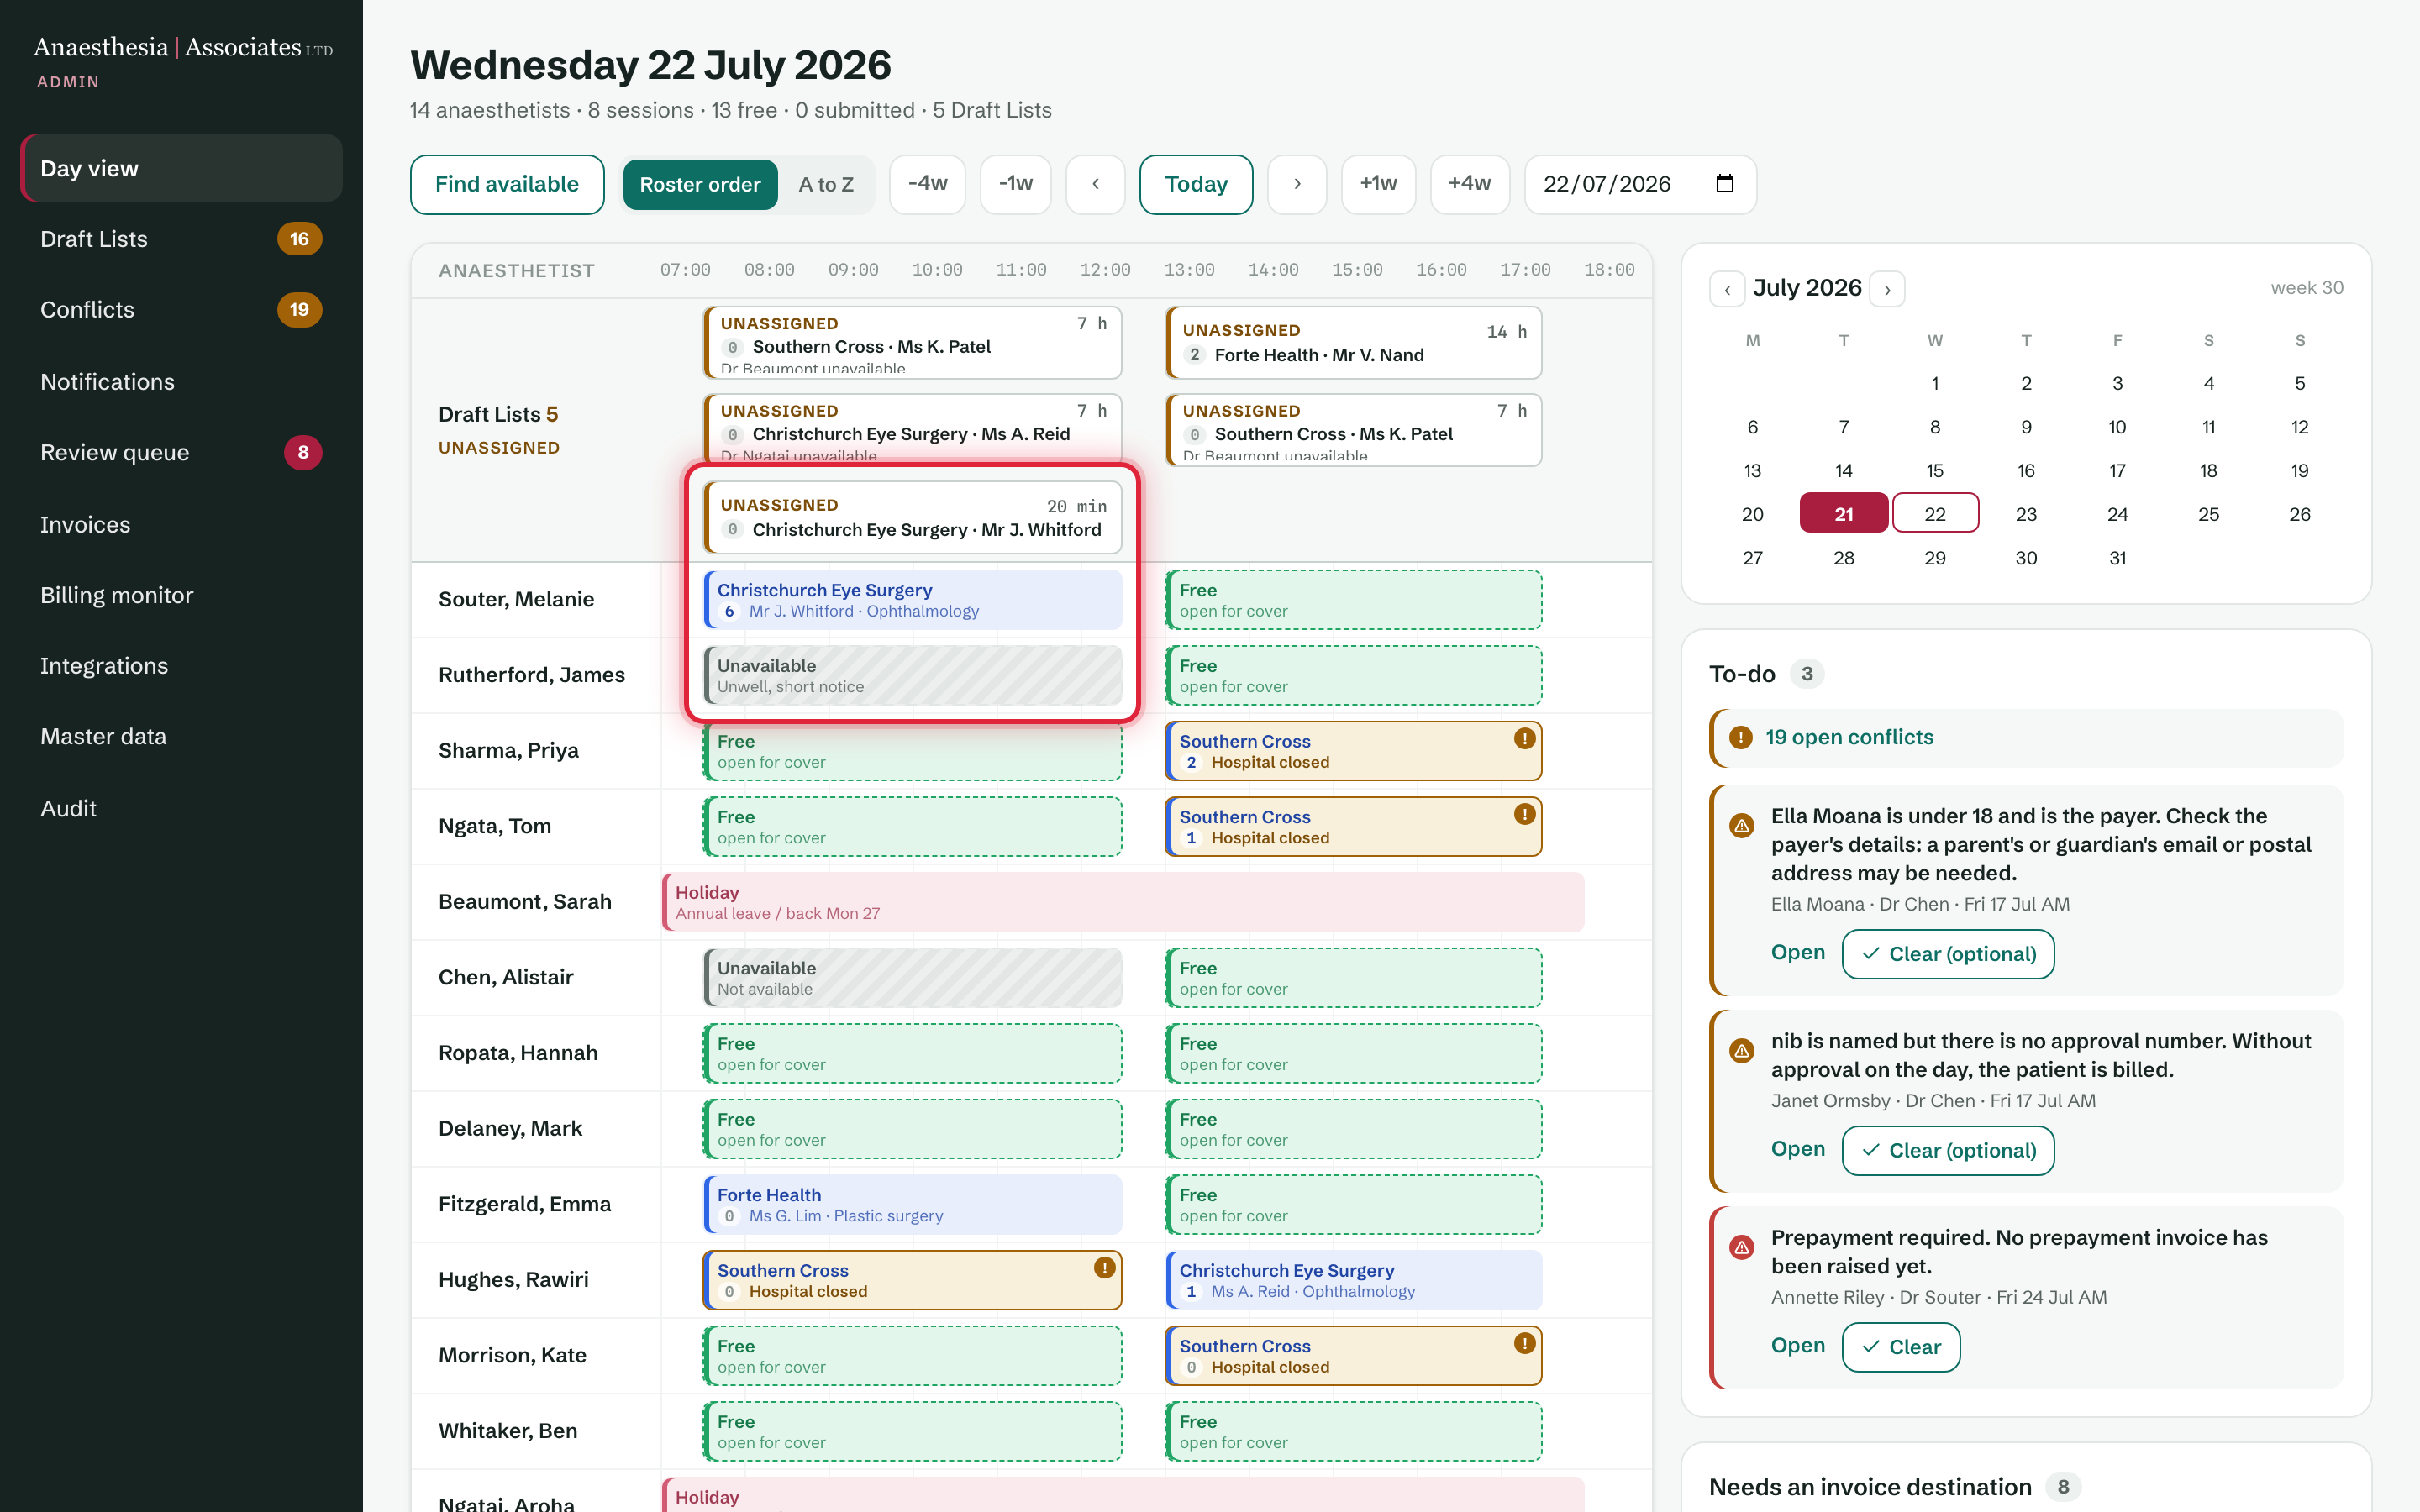 Anaesthesia | Associates LTD
ADMIN
Day view
Draft Lists 16
Conflicts 19
Notifications
Review queue 8
Invoices
Billing monitor
Integrations
Master data
Audit
Wednesday 22 July 2026
14 anaesthetists · 8 sessions · 13 free · 0 submitted · 5 Draft Lists
Find available Roster order A to Z -4w -1w ‹ Today › +1w +4w 22/07/2026
ANAESTHETIST 07:00 08:00 09:00 10:00 11:00 12:00 13:00 14:00 15:00 16:00 17:00 18:00
Draft Lists 5
UNASSIGNED
UNASSIGNED 7 h
0 Southern Cross · Ms K. Patel
Dr Beaumont unavailable
UNASSIGNED 14 h
2 Forte Health · Mr V. Nand
UNASSIGNED 7 h
0 Christchurch Eye Surgery · Ms A. Reid
Dr Ngatai unavailable
UNASSIGNED 7 h
0 Southern Cross · Ms K. Patel
Dr Beaumont unavailable
UNASSIGNED 20 min
0 Christchurch Eye Surgery · Mr J. Whitford
Souter, Melanie
Christchurch Eye Surgery
6 Mr J. Whitford · Ophthalmology
Free
open for cover
Rutherford, James
Unavailable
Unwell, short notice
Free
open for cover
Sharma, Priya
Free
open for cover
Southern Cross !
2 Hospital closed
Ngata, Tom
Free
open for cover
Southern Cross !
1 Hospital closed
Beaumont, Sarah
Holiday
Annual leave / back Mon 27
Chen, Alistair
Unavailable
Not available
Free
open for cover
Ropata, Hannah
Free
open for cover
Free
open for cover
Delaney, Mark
Free
open for cover
Free
open for cover
Fitzgerald, Emma
Forte Health
0 Ms G. Lim · Plastic surgery
Free
open for cover
Hughes, Rawiri
Southern Cross !
0 Hospital closed
Christchurch Eye Surgery
1 Ms A. Reid · Ophthalmology
Morrison, Kate
Free
open for cover
Southern Cross !
0 Hospital closed
Whitaker, Ben
Free
open for cover
Free
open for cover
Ngatai, Aroha
Holiday
‹ July 2026 › week 30
M T W T F S S
1 2 3 4 5
6 7 8 9 10 11 12
13 14 15 16 17 18 19
20 21 22 23 24 25 26
27 28 29 30 31
To-do 3
! 19 open conflicts
Ella Moana is under 18 and is the payer. Check the
payer's details: a parent's or guardian's email or postal
address may be needed.
Ella Moana · Dr Chen · Fri 17 Jul AM
Open ✓ Clear (optional)
nib is named but there is no approval number. Without
approval on the day, the patient is billed.
Janet Ormsby · Dr Chen · Fri 17 Jul AM
Open ✓ Clear (optional)
Prepayment required. No prepayment invoice has
been raised yet.
Annette Riley · Dr Souter · Fri 24 Jul AM
Open ✓ Clear
Needs an invoice destination 8